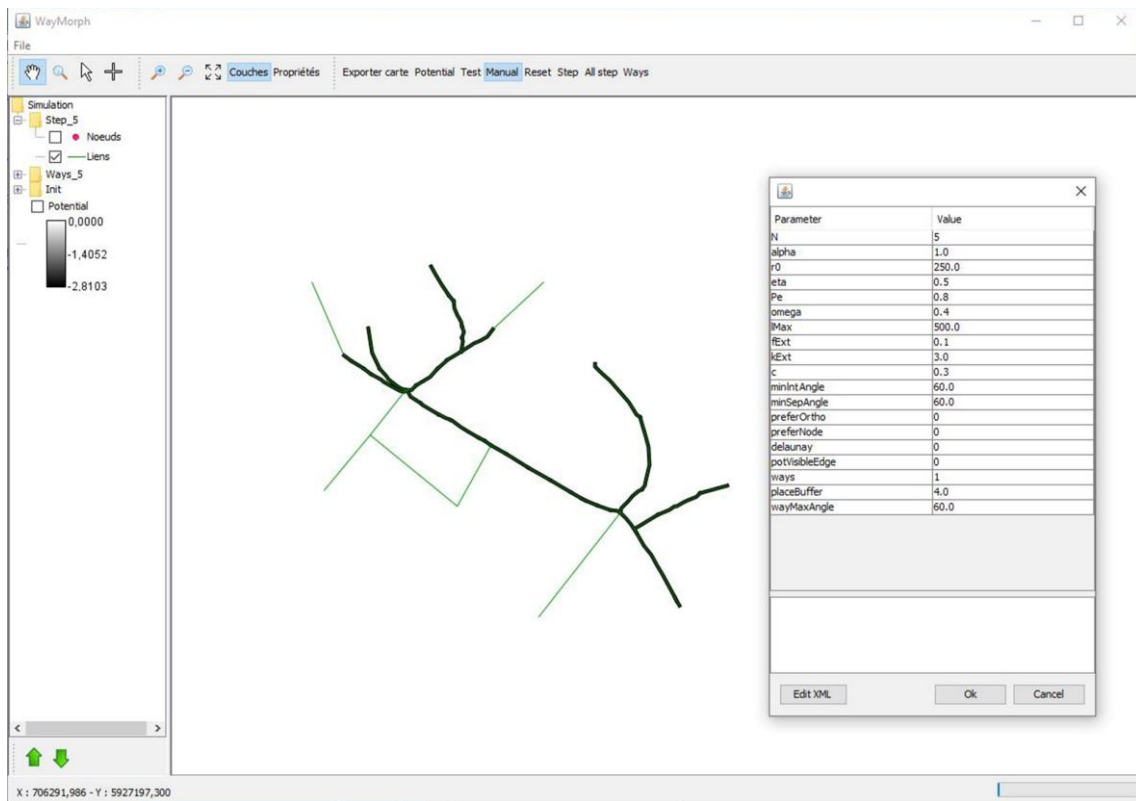 WayMorph
File
Couches Propriétés Exporter carte Potential Test Manual Reset Step All step Ways
Simulation
Step_5
Noeuds
Liens
Ways_5
Init
Potential
0,0000
-1,4052
-2,8103
Parameter Value
N 5
alpha 1.0
r0 250.0
eta 0.5
Pe 0.8
omega 0.4
lMax 500.0
fExt 0.1
kExt 3.0
c 0.3
minIntAngle 60.0
minSepAngle 60.0
preferOrtho 0
preferNode 0
delaunay 0
potVisibleEdge 0
ways 1
placeBuffer 4.0
wayMaxAngle 60.0
Edit XML Ok Cancel
X : 706291,986 - Y : 5927197,300